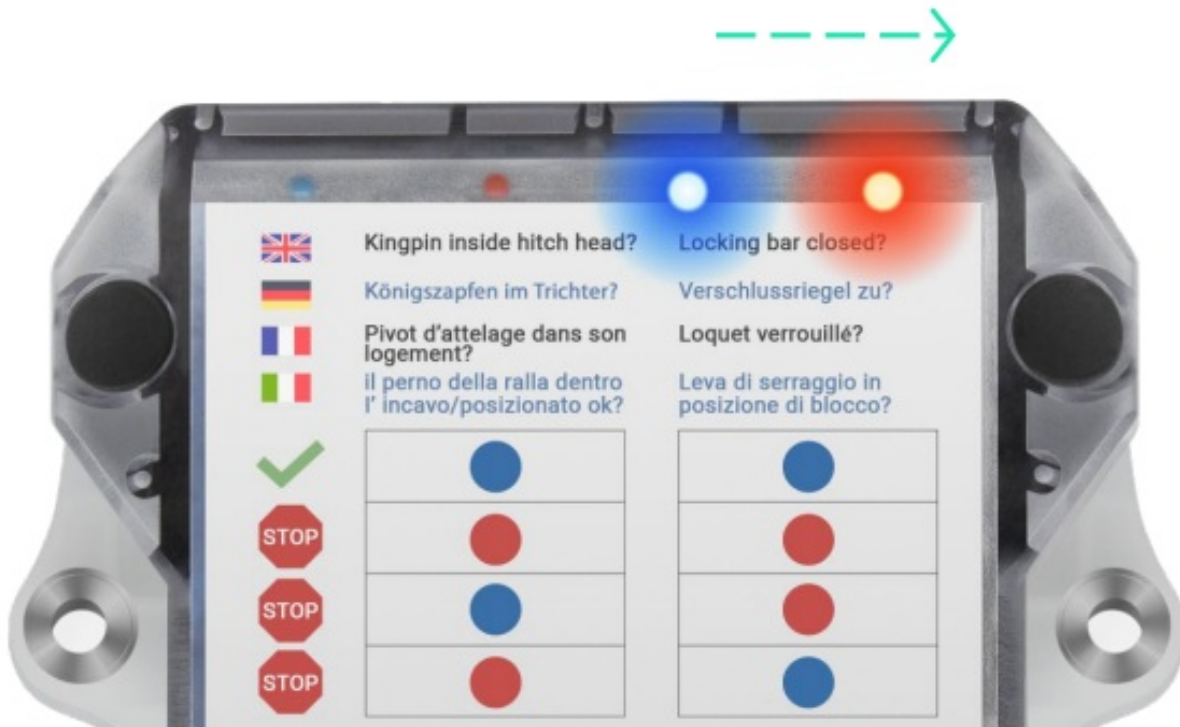 Kingpin inside hitch head?
Locking bar closed?
Königszapfen im Trichter?
Verschlussriegel zu?
Pivot d'attelage dans son
logement?
Loquet verrouillé?
il perno della ralla dentro
l' incavo/posizionato ok?
Leva di serraggio in
posizione di blocco?
STOP
STOP
STOP